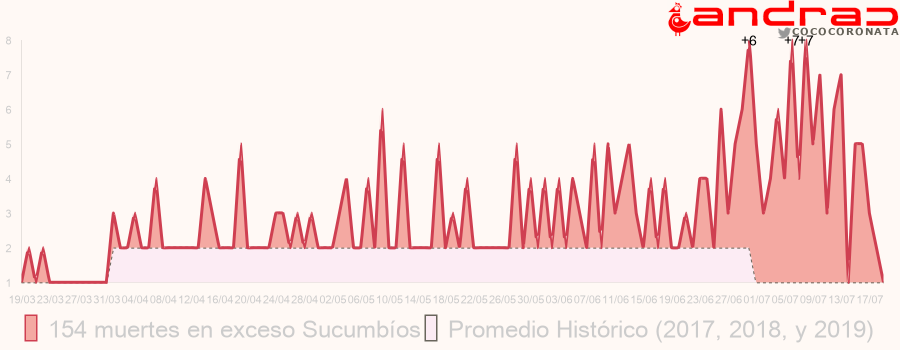 andrac
COCOCORONATA
+6 +7 +7
8
7
6
5
4
3
2
1
19/03 23/03 27/03 31/03 04/04 08/04 12/04 16/04 20/04 24/04 28/04 02/05 06/05 10/05 14/05 18/05 22/05 26/05 30/05 03/06 07/06 11/06 15/06 19/06 23/06 27/06 01/07 05/07 09/07 13/07 17/07
154 muertes en exceso Sucumbíos Promedio Histórico (2017, 2018, y 2019)